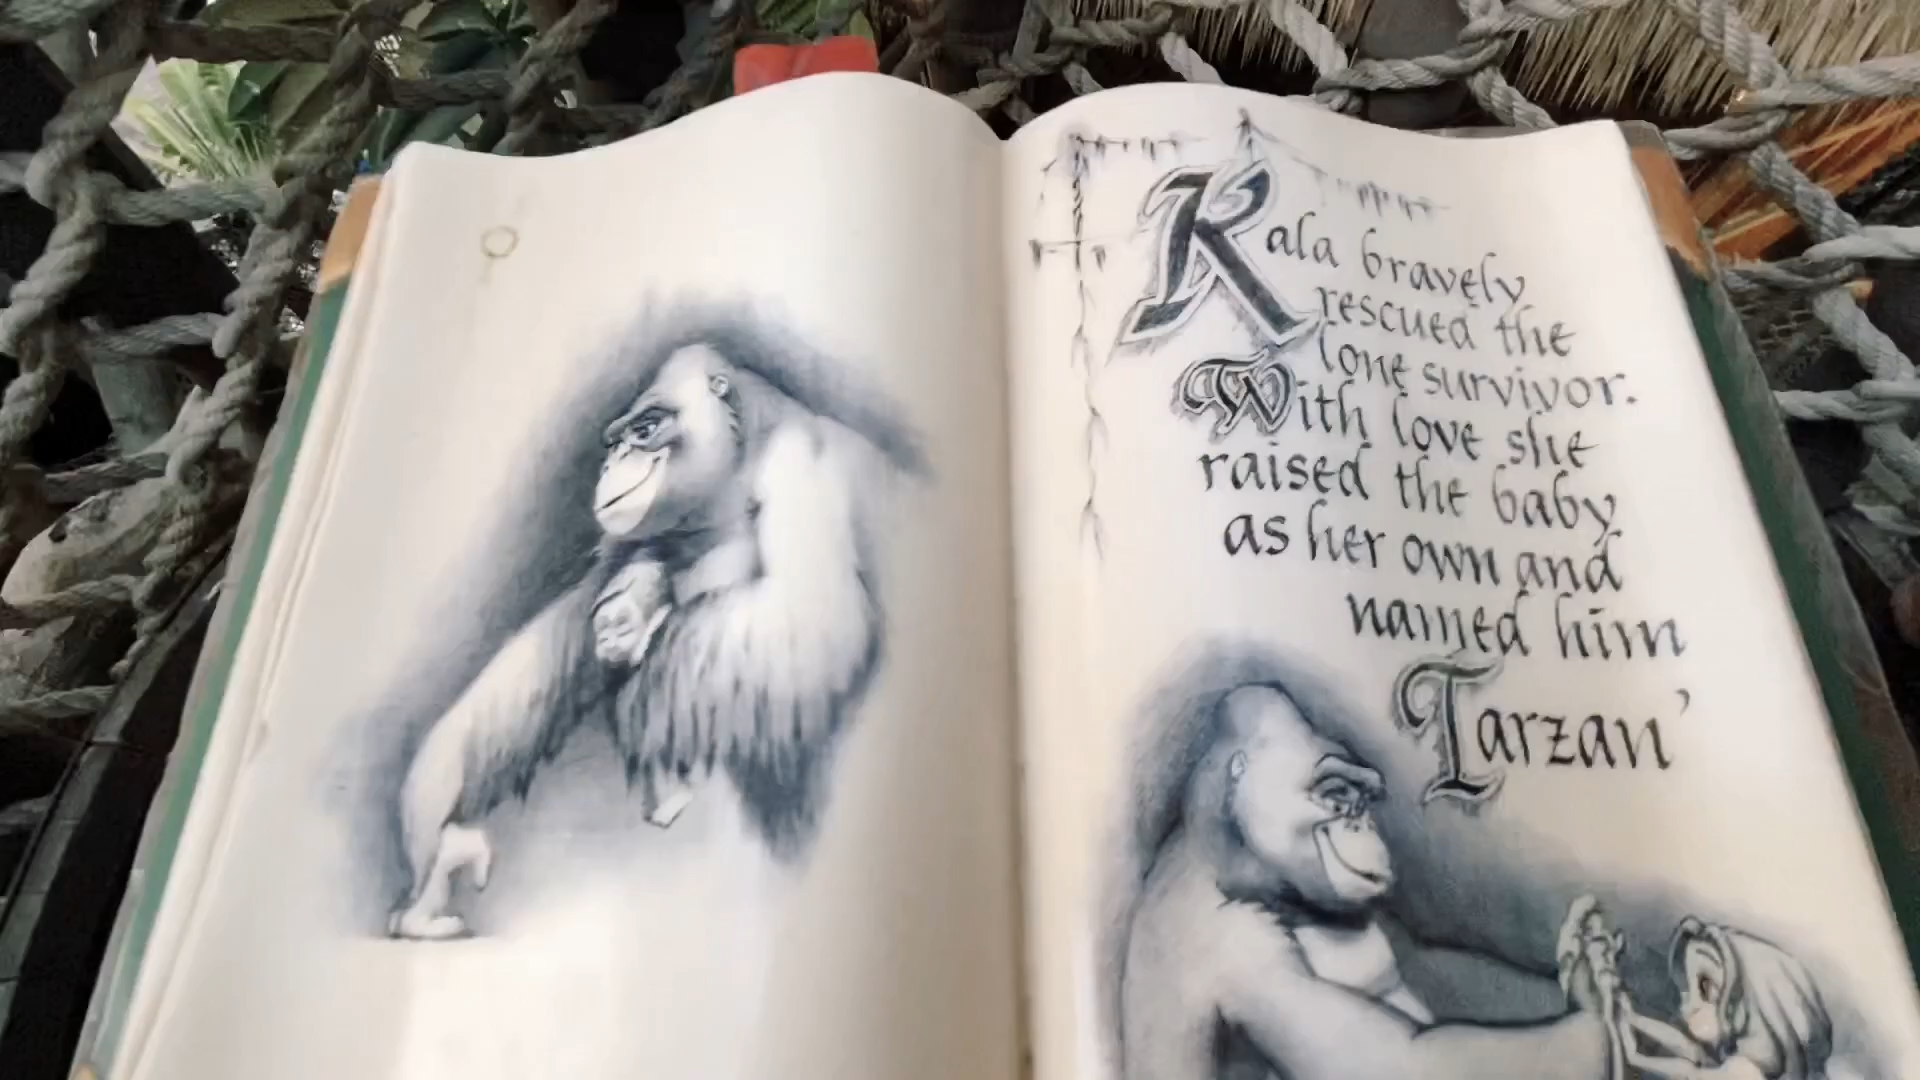 Kala bravely
rescued the
lone survivor.
With love she
raised the baby
as her own and
named him
Tarzan'